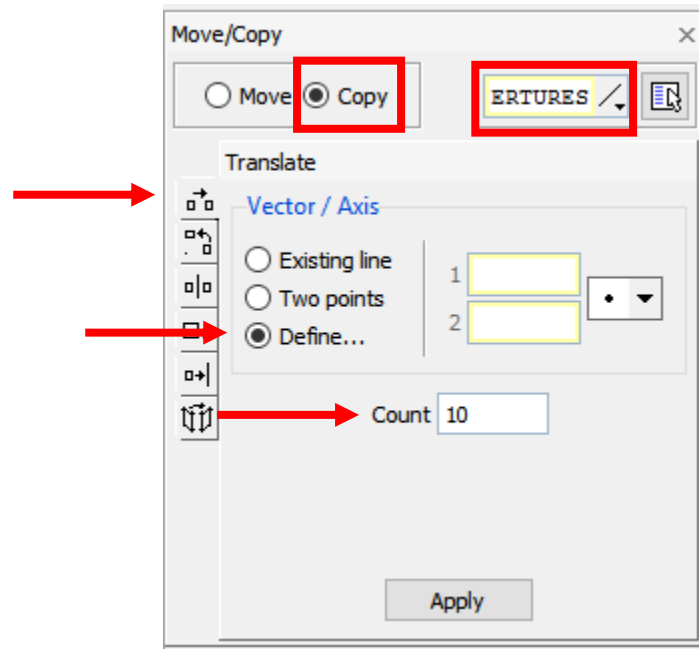 Move/Copy
Move Copy ERTURES
Translate
Vector / Axis
Existing line 1
Two points
Define... 2
Count 10
Apply